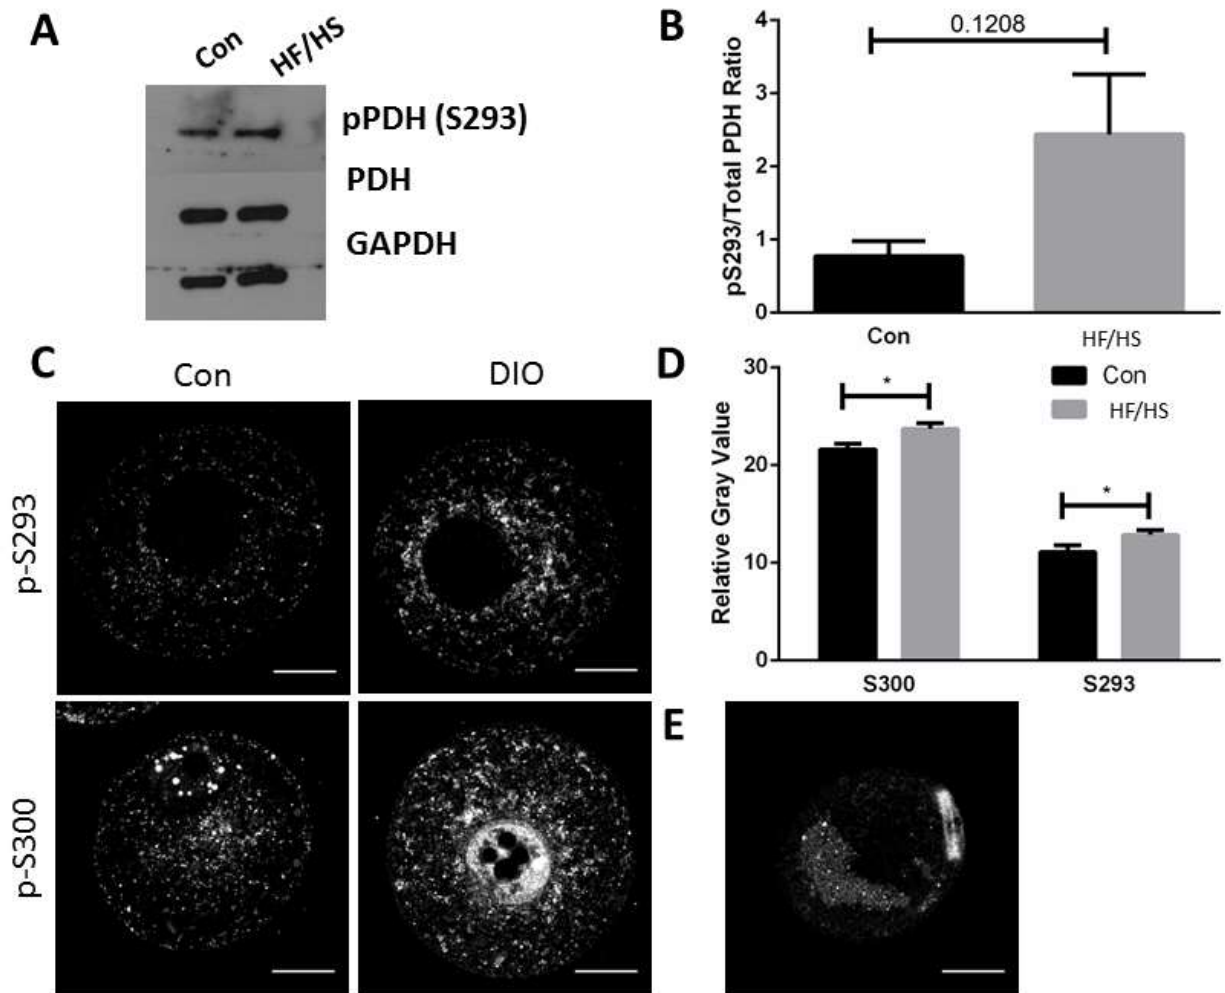 A
Con
HF/HS
pPDH (S293)
PDH
GAPDH
B
pS293/Total PDH Ratio
4
3
2
1
0
0.1208
Con
HF/HS
C
Con
DIO
p-S293
p-S300
D
Relative Gray Value
30
20
10
0
*
*
Con
HF/HS
S300
S293
E